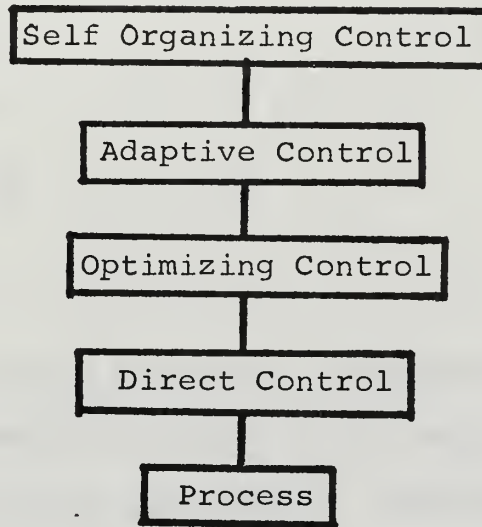 Self Organizing Control
Adaptive Control
Optimizing Control
Direct Control
Process